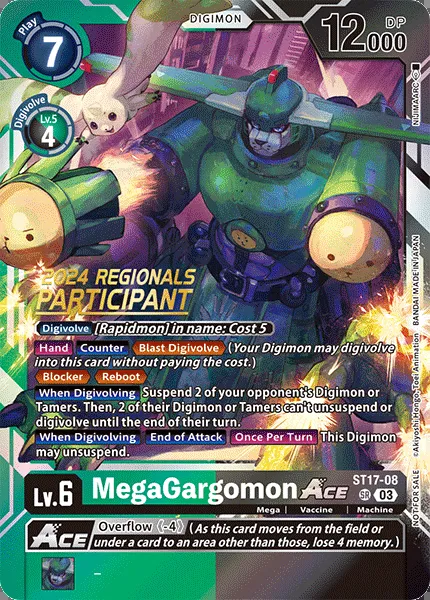 DIGIMON
Play
7
12000
DP
Digivolve
Lv.5
4
NIJIMAARC
2024 REGIONALS
PARTICIPANT
Digivolve [Rapidmon] in name: Cost 5
Hand Counter Blast Digivolve (Your Digimon may digivolve
into this card without paying the cost.)
Blocker Reboot
When Digivolving Suspend 2 of your opponent's Digimon or
Tamers. Then, 2 of their Digimon or Tamers can't unsuspend or
digivolve until the end of their turn.
When Digivolving End of Attack Once Per Turn This Digimon
may unsuspend.
©Akiyoshi Hongo, Toei Animation BANDAI MADE IN JAPAN
NOT FOR SALE
Lv.6
MegaGargomon ACE
ST17-08
SR 03
Mega | Vaccine | Machine
ACE Overflow《-4》 (As this card moves from the field or
under a card to an area other than those, lose 4 memory.)
–